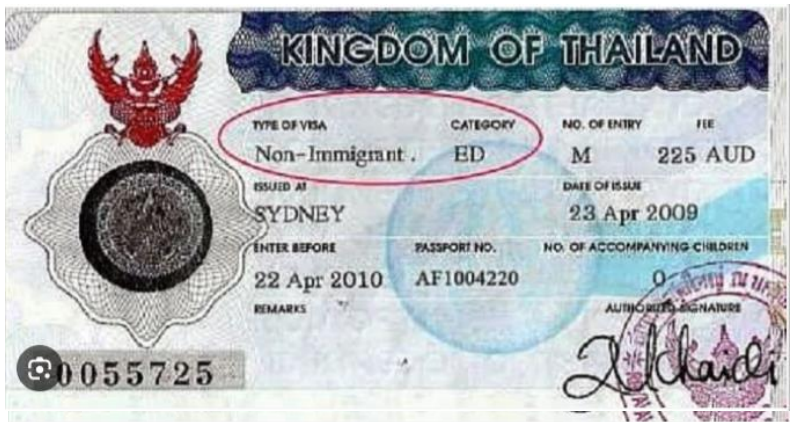 KINGDOM OF THAILAND
TYPE OF VISA CATEGORY NO. OF ENTRY FEE
Non-Immigrant . ED M 225 AUD
ISSUED AT DATE OF ISSUE
SYDNEY 23 Apr 2009
ENTER BEFORE PASSPORT NO. NO. OF ACCOMPANYING CHILDREN
22 Apr 2010 AF1004220 0
REMARKS AUTHORIZED SIGNATURE
0055725